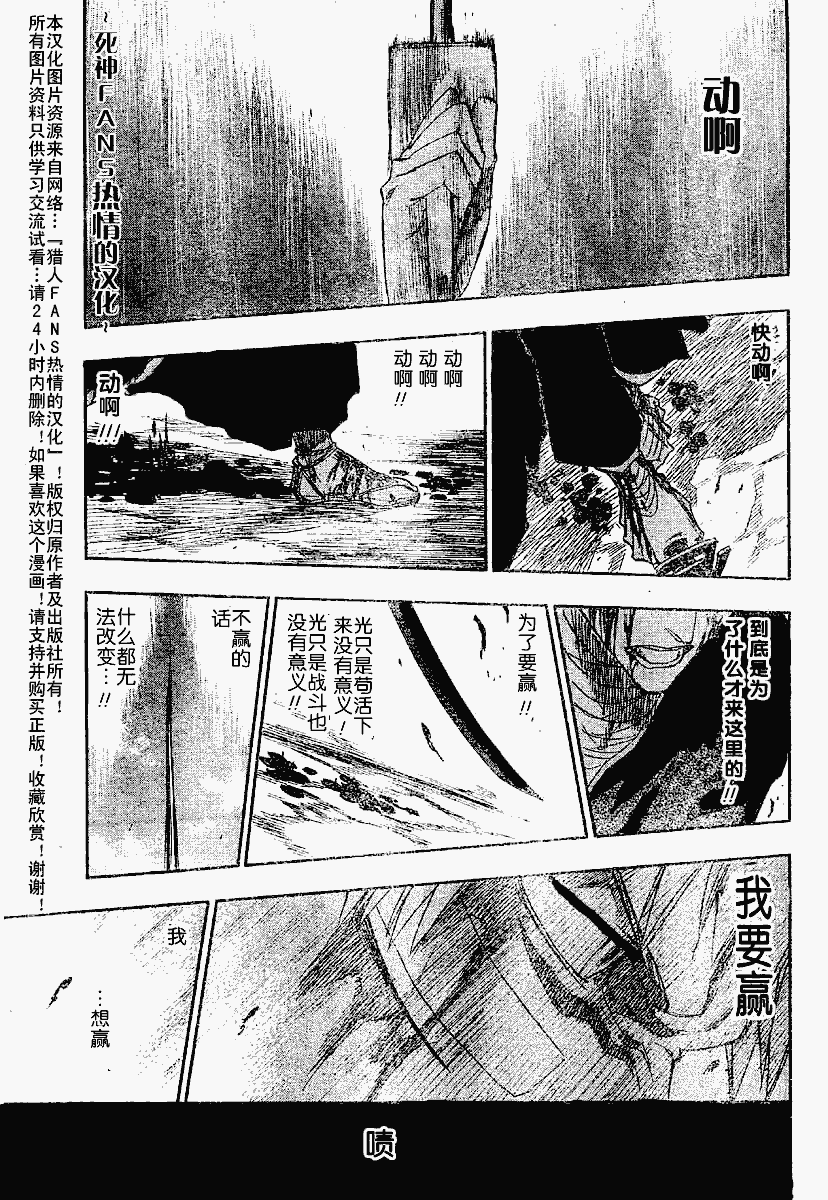 动啊
快动啊
动啊
动啊
动啊!!
动啊!!!
到底是为
了什么才来这里的!!
为了要赢!!
光只是苟活下
来没有意义!
光只是战斗也
没有意义!!
不赢的
话
什么都无
法改变…!!
我要赢
我
…想赢
啧
~死神FANS热情的汉化~
本汉化图片资源来自网络…『猎人FANS热情的汉化』!版权归原作者及出版社所有!
所有图片资料只供学习交流试看…请24小时内删除!如果喜欢这个漫画!请支持并购买正版!收藏欣赏!谢谢!